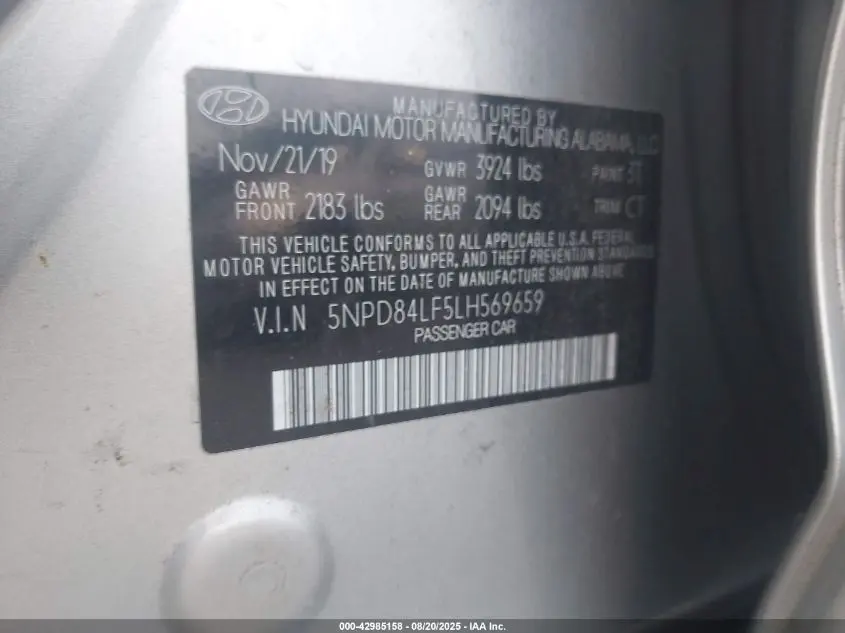 MANUFACTURED BY
HYUNDAI MOTOR MANUFACTURING ALABAMA, LLC
Nov/21/19 GVWR 3924 lbs PAINT 3T
GAWR FRONT 2183 lbs GAWR REAR 2094 lbs TRIM CT
THIS VEHICLE CONFORMS TO ALL APPLICABLE U.S.A. FEDERAL
MOTOR VEHICLE SAFETY, BUMPER, AND THEFT PREVENTION STANDARDS
IN EFFECT ON THE DATE OF MANUFACTURE SHOWN ABOVE
V.I.N 5NPD84LF5LH569659
PASSENGER CAR
000-42985158 - 08/20/2025 - IAA Inc.